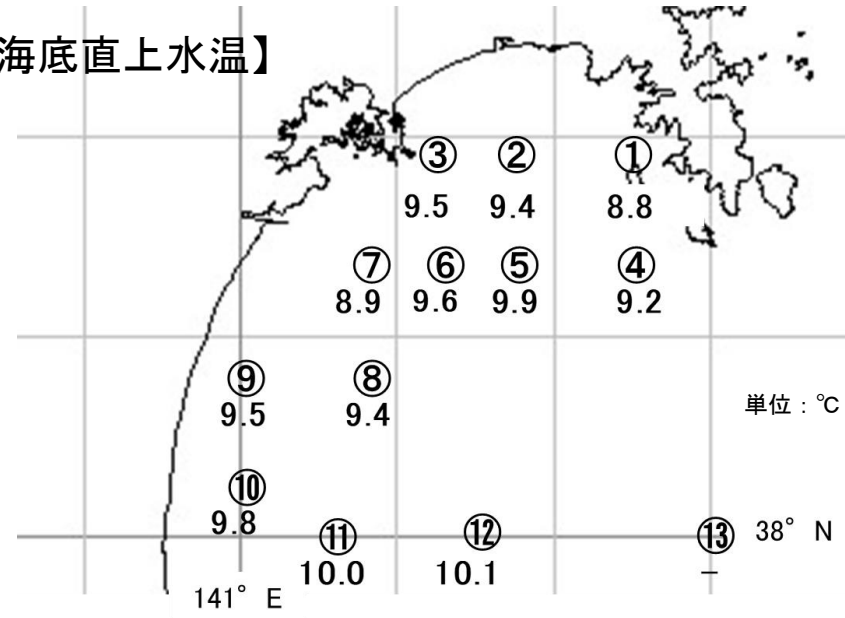 海底直上水温】
③ ② ①
9.5 9.4 8.8
⑦ ⑥ ⑤ ④
8.9 9.6 9.9 9.2
⑨ ⑧
9.5 9.4
単位：℃
⑩
9.8
⑪ ⑫ ⑬ 38° N
10.0 10.1 －
141° E